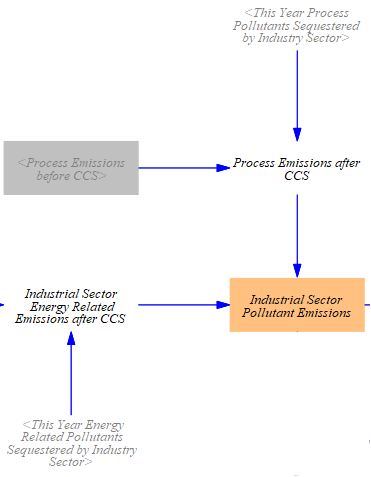 <This Year Process
Pollutants Sequestered
by Industry Sector>
<Process Emissions
before CCS>
Process Emissions after
CCS
Industrial Sector
Energy Related
Emissions after CCS
Industrial Sector
Pollutant Emissions
<This Year Energy
Related Pollutants
Sequestered by Industry
Sector>